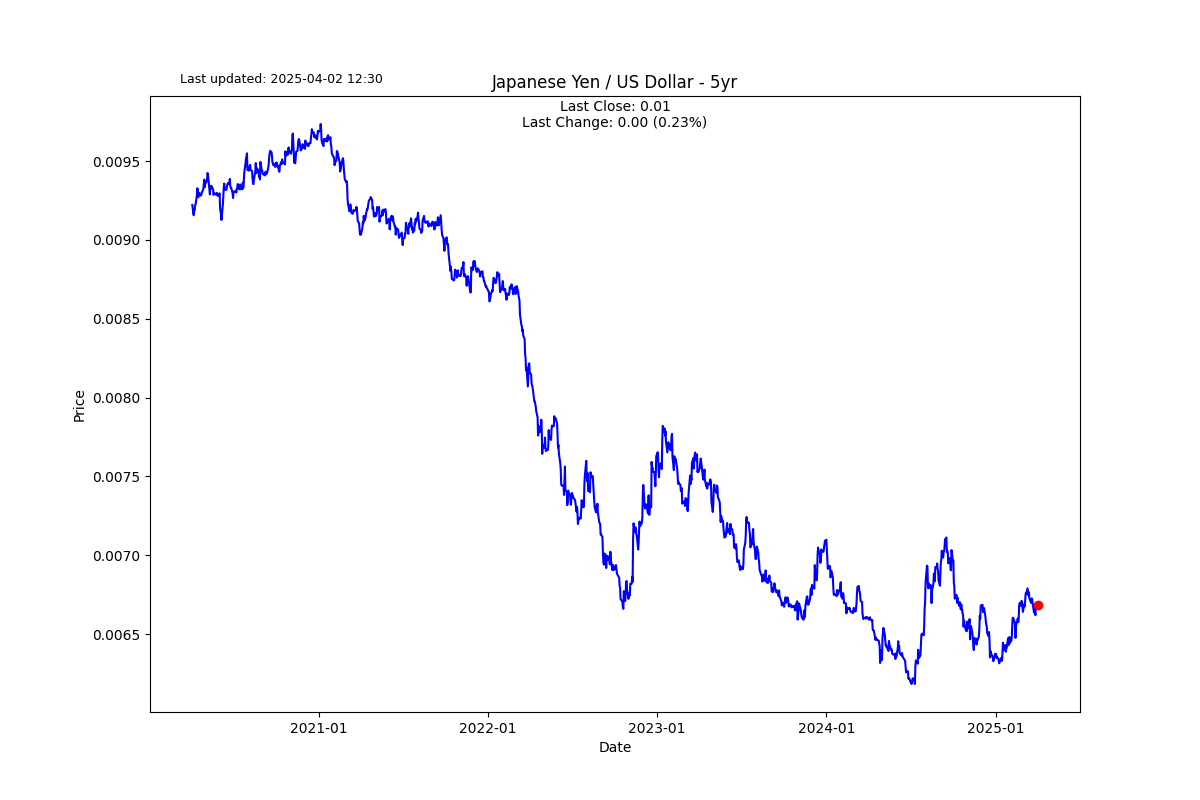 Last updated: 2025-04-02 12:30
Japanese Yen / US Dollar - 5yr
Last Close: 0.01
Last Change: 0.00 (0.23%)
0.0095
0.0090
0.0085
0.0080
0.0075
0.0070
0.0065
Price
2021-01 2022-01 2023-01 2024-01 2025-01
Date